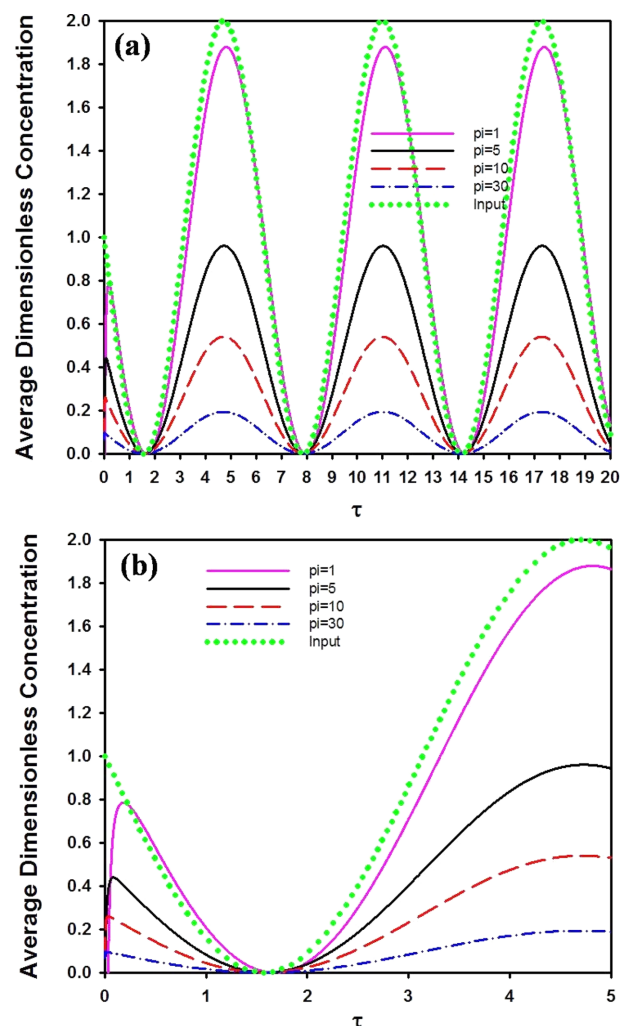 (a)
Average Dimensionless Concentration
2.0
1.8
1.6
1.4
1.2
1.0
0.8
0.6
0.4
0.2
0.0
pi=1
pi=5
pi=10
pi=30
Input
0 1 2 3 4 5 6 7 8 9 10 11 12 13 14 15 16 17 18 19 20
τ
(b)
Average Dimensionless Concentration
2.0
1.8
1.6
1.4
1.2
1.0
0.8
0.6
0.4
0.2
0.0
pi=1
pi=5
pi=10
pi=30
Input
0 1 2 3 4 5
τ